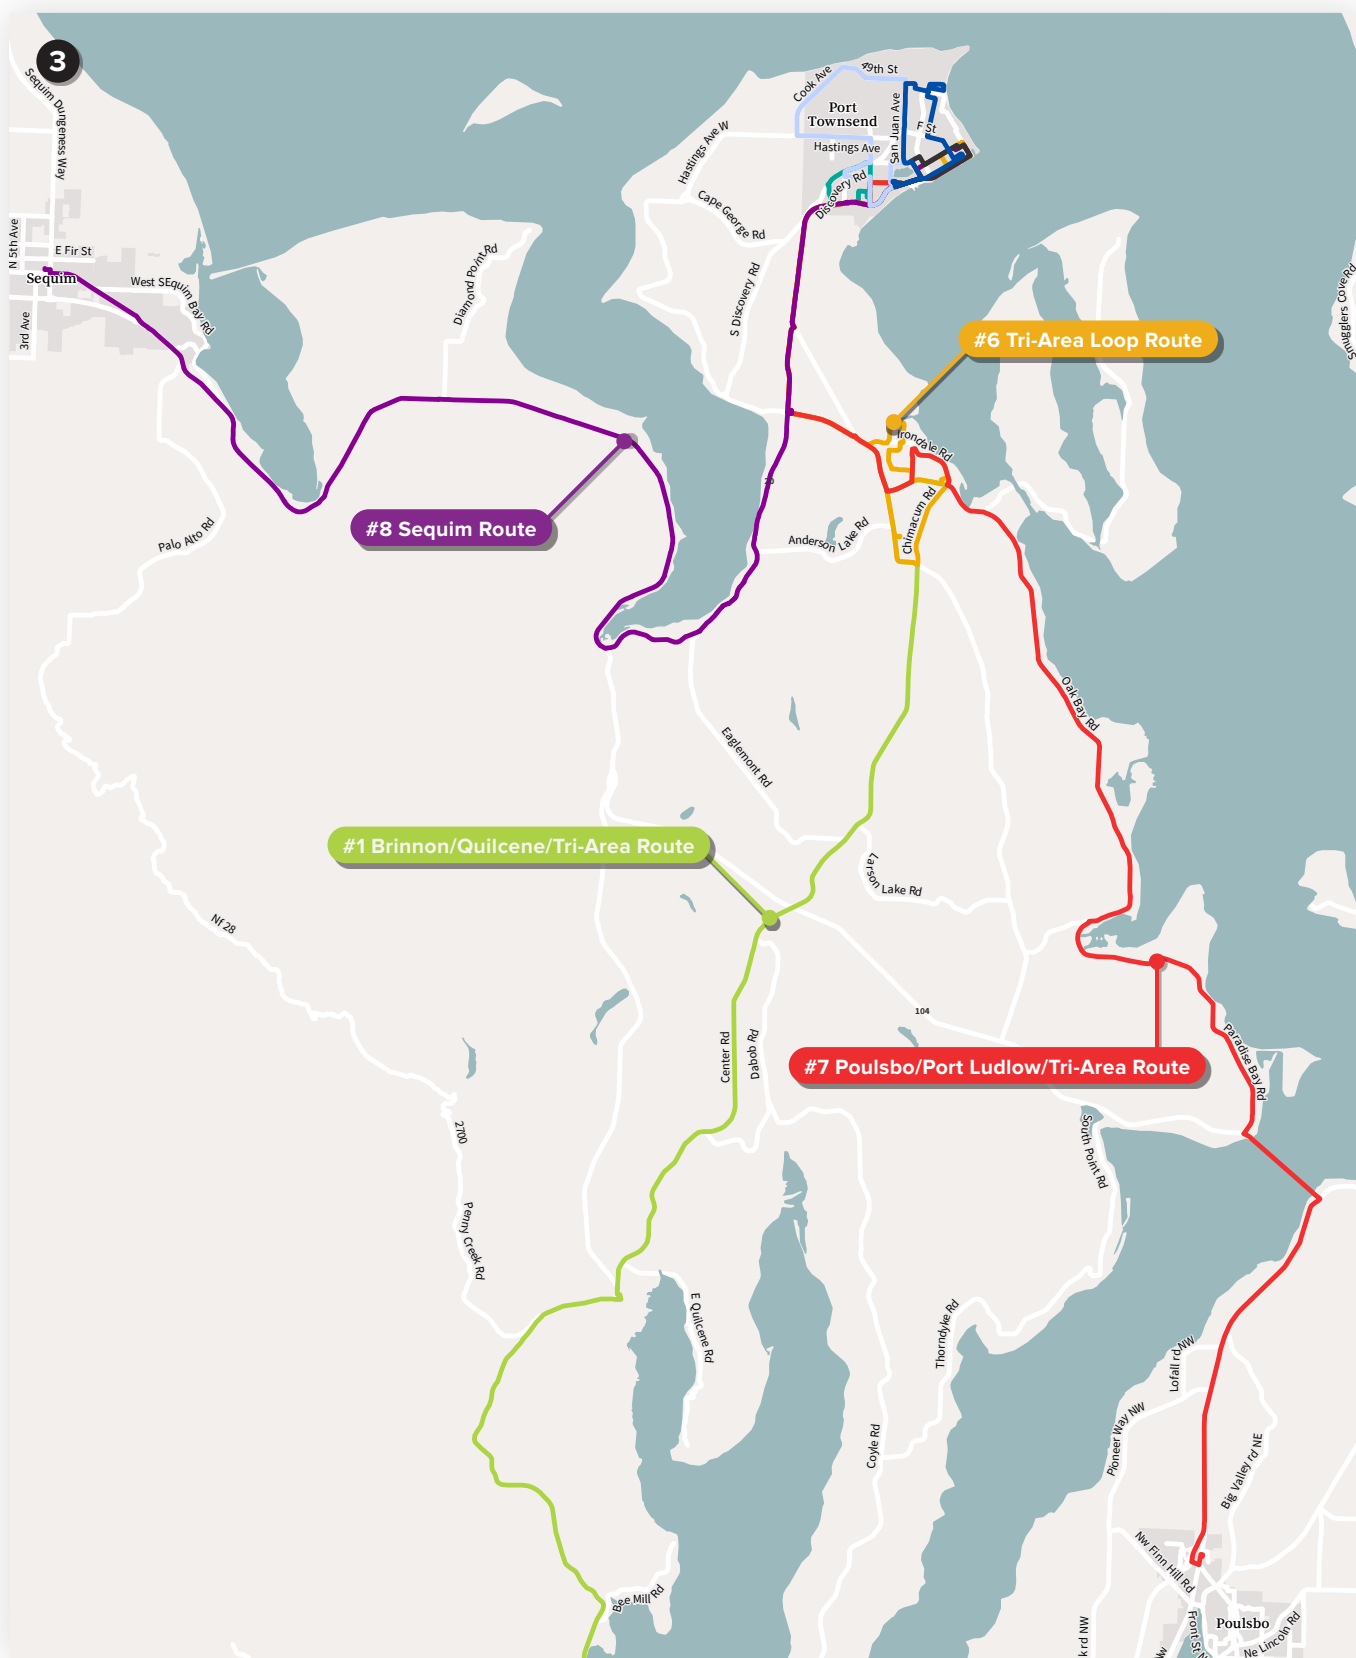 3
Sequim Dungeness Way
49th St
Cook Ave
Port
Townsend
San Juan Ave
F St
Hastings Ave W
Hastings Ave
Discovery Rd
Cape George Rd
N 5th Ave
E Fir St
Sequim
West SEquim Bay Rd
3rd Ave
Diamond Point Rd
S Discovery Rd
Smugglers Cove Rd
#6 Tri-Area Loop Route
Irondale Rd
#8 Sequim Route
Chimacum Rd
Anderson Lake Rd
Palo Alto Rd
Oak Bay Rd
Eaglemont Rd
#1 Brinnon/Quilcene/Tri-Area Route
Larson Lake Rd
Nf 28
104
Center Rd
Dabob Rd
#7 Poulsbo/Port Ludlow/Tri-Area Route
Paradise Bay Rd
2700
South Point Rd
Penny Creek Rd
E Quilcene Rd
Thorndyke Rd
Lofall rd NW
Pioneer Way NW
Coyle Rd
Big Valley rd NE
Nw Finn Hill Rd
Bee Mill Rd
Poulsbo
Front St N
Ne Lincoln Rd
k rd NW